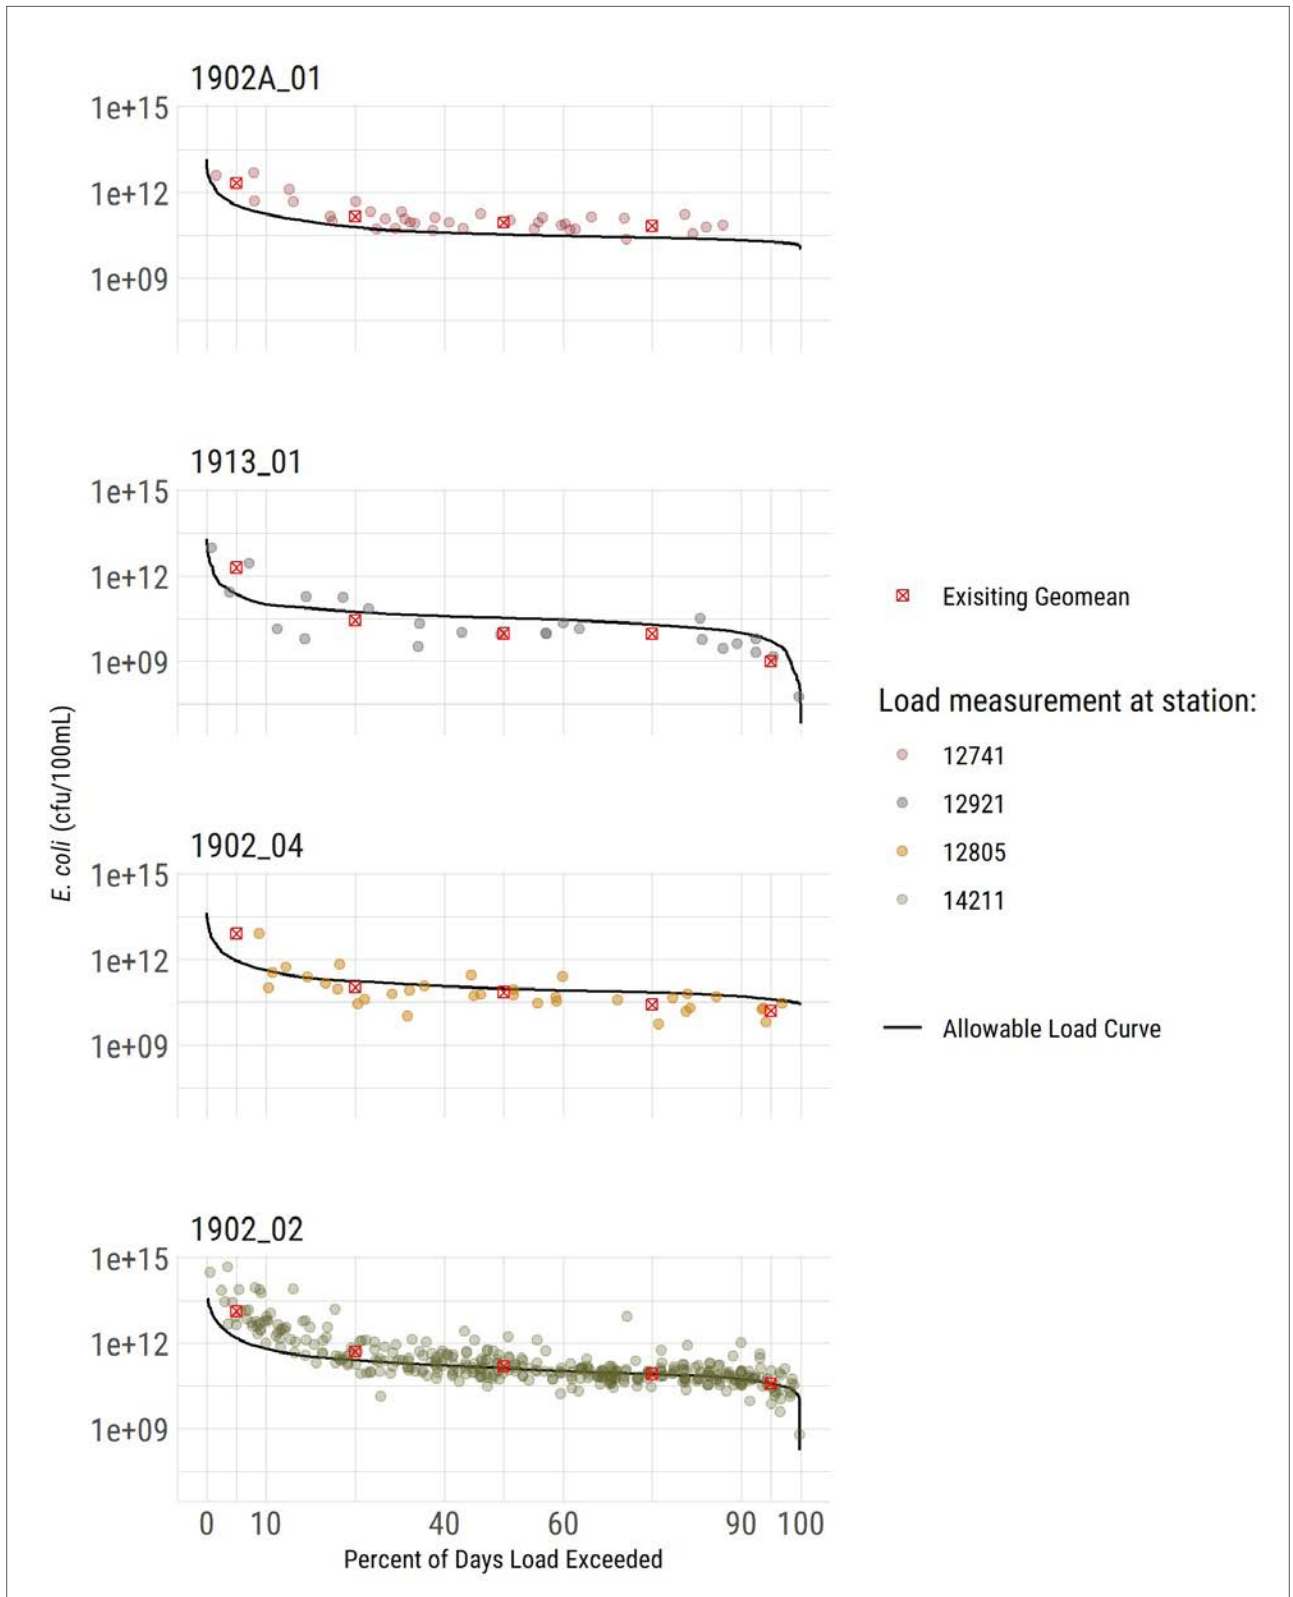 1902A_01
1e+15
1e+12
1e+09
1913_01
1e+15
1e+12
1e+09
1902_04
1e+15
1e+12
1e+09
1902_02
1e+15
1e+12
1e+09
0 10 40 60 90 100
Percent of Days Load Exceeded
E. coli (cfu/100mL)
Exisiting Geomean
Load measurement at station:
12741
12921
12805
14211
Allowable Load Curve